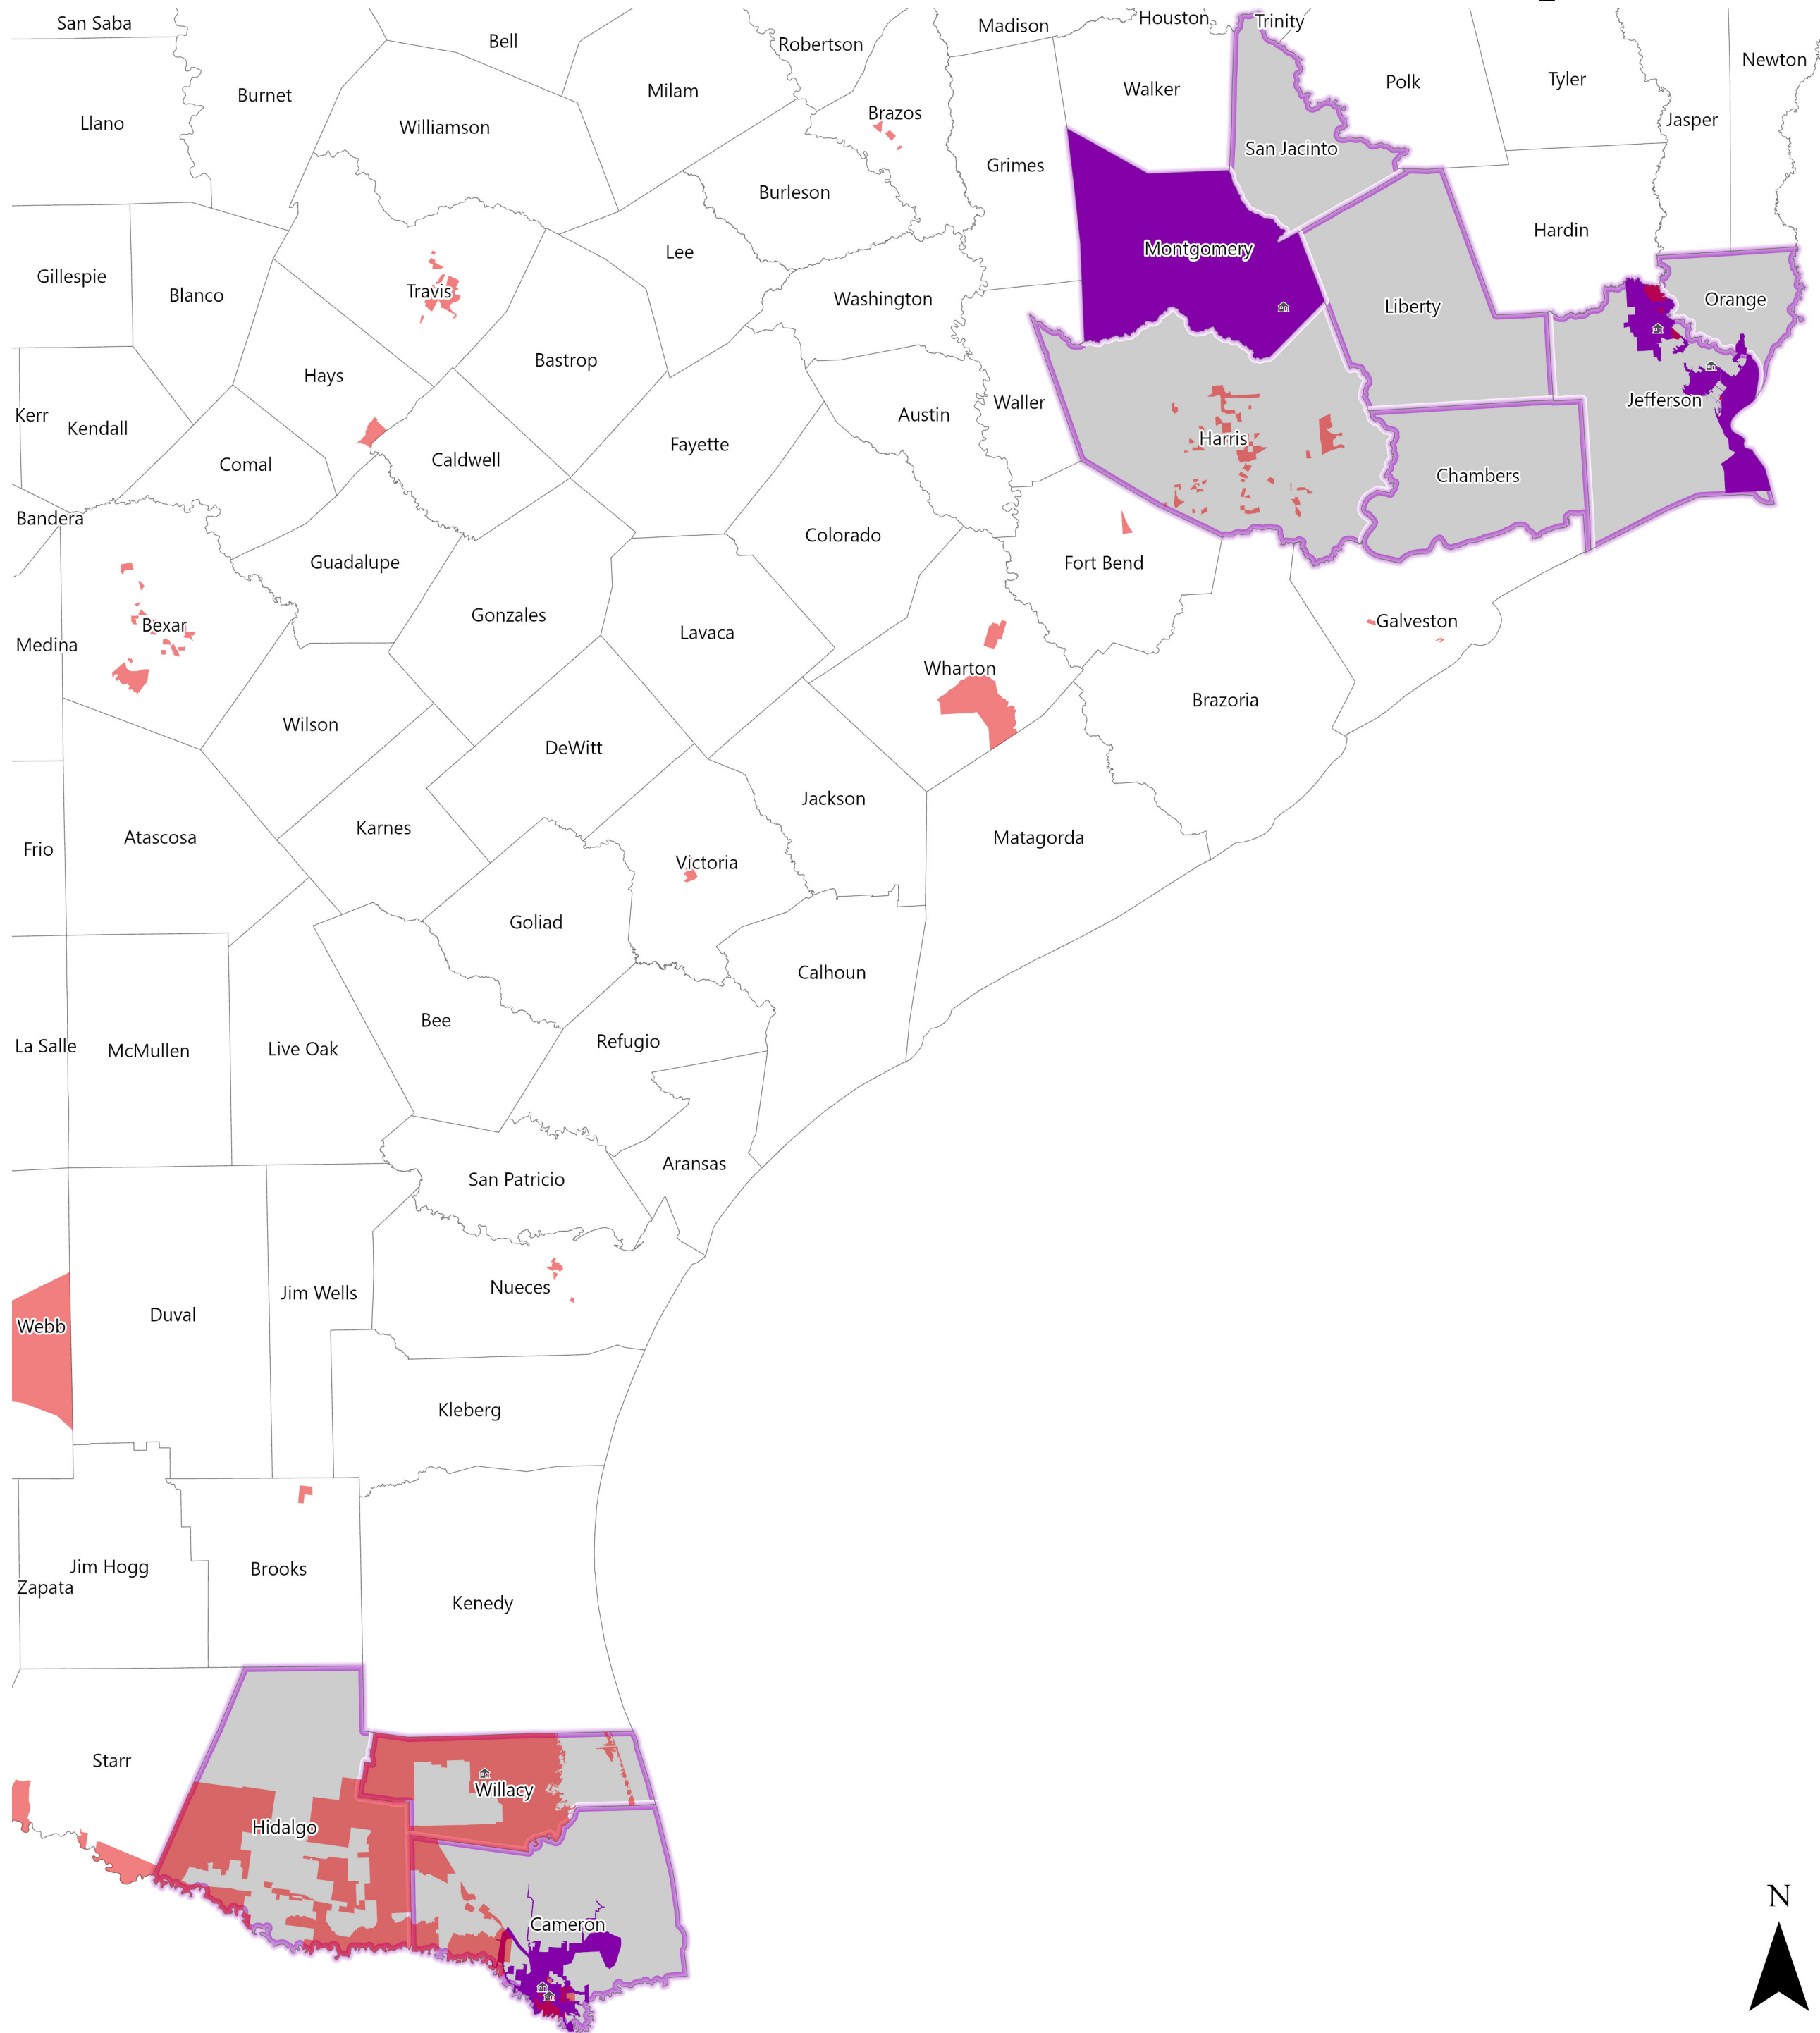 San Saba
Bell
Robertson
Madison
Houston
Trinity
Newton
Burnet
Milam
Walker
Polk
Tyler
Llano
Williamson
Brazos
Jasper
San Jacinto
Grimes
Burleson
Hardin
Gillespie
Lee
Montgomery
Blanco
Travis
Washington
Liberty
Orange
Hays
Bastrop
Kerr
Kendall
Austin
Waller
Jefferson
Comal
Caldwell
Fayette
Harris
Chambers
Bandera
Guadalupe
Colorado
Fort Bend
Medina
Bexar
Gonzales
Lavaca
Galveston
Wharton
Wilson
DeWitt
Brazoria
Frio
Atascosa
Karnes
Jackson
Matagorda
Victoria
Goliad
Calhoun
La Salle
McMullen
Live Oak
Bee
Refugio
San Patricio
Aransas
Webb
Duval
Jim Wells
Nueces
Kleberg
Zapata
Jim Hogg
Brooks
Kenedy
Starr
Hidalgo
Willacy
Cameron
N